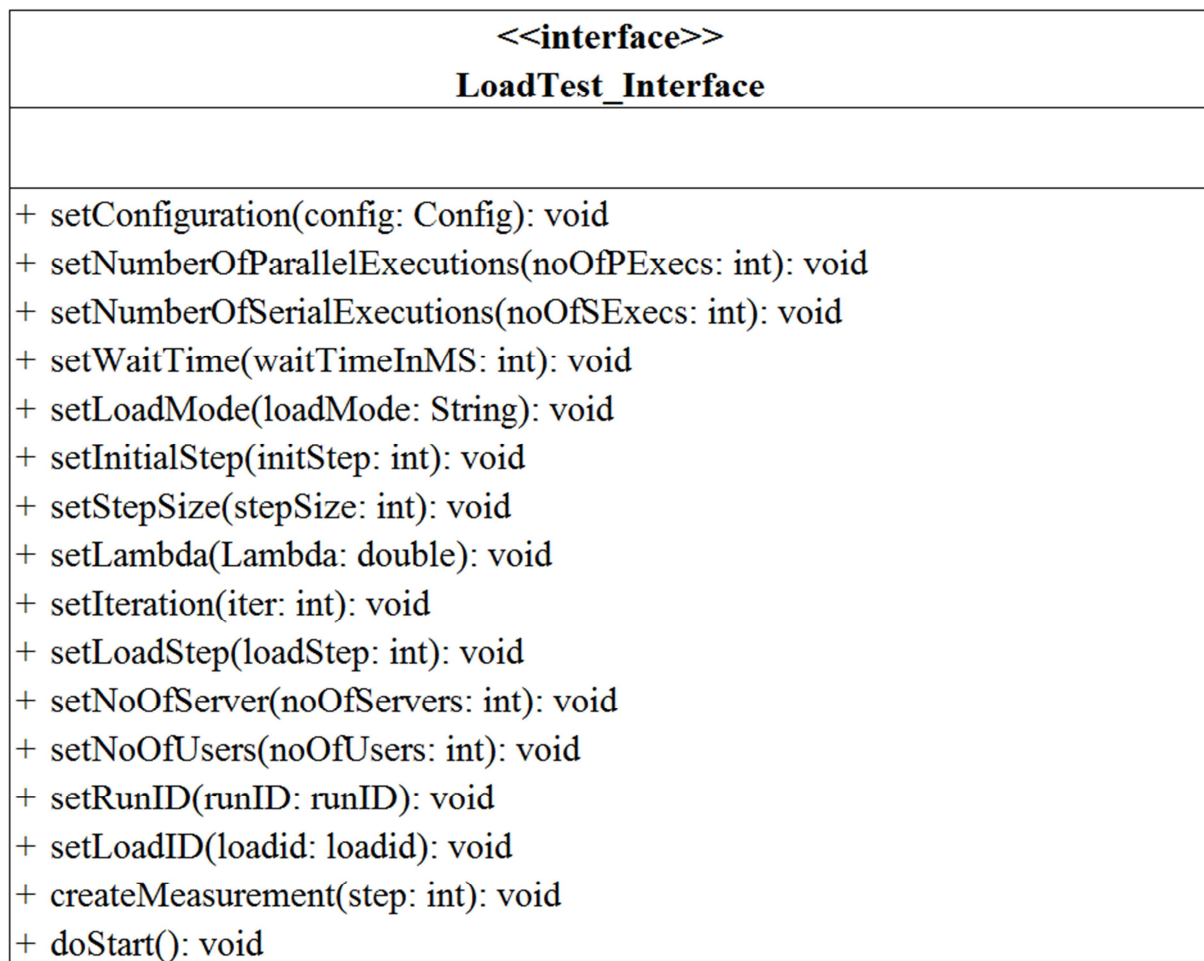 <<interface>>
LoadTest_Interface
+ setConfiguration(config: Config): void
+ setNumberOfParallelExecutions(noOfPExecs: int): void
+ setNumberOfSerialExecutions(noOfSExecs: int): void
+ setWaitTime(waitTimeInMS: int): void
+ setLoadMode(loadMode: String): void
+ setInitialStep(initStep: int): void
+ setStepSize(stepSize: int): void
+ setLambda(Lambda: double): void
+ setIteration(iter: int): void
+ setLoadStep(loadStep: int): void
+ setNoOfServer(noOfServers: int): void
+ setNoOfUsers(noOfUsers: int): void
+ setRunID(runID: runID): void
+ setLoadID(loadid: loadid): void
+ createMeasurement(step: int): void
+ doStart(): void